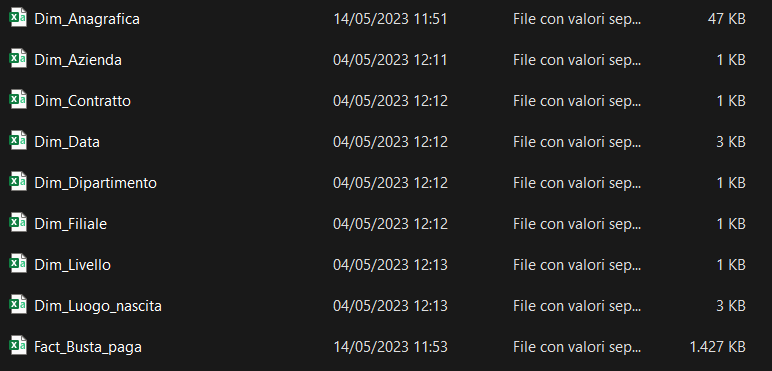 Dim_Anagrafica 14/05/2023 11:51 File con valori sep... 47 KB
Dim_Azienda 04/05/2023 12:11 File con valori sep... 1 KB
Dim_Contratto 04/05/2023 12:12 File con valori sep... 1 KB
Dim_Data 04/05/2023 12:12 File con valori sep... 3 KB
Dim_Dipartimento 04/05/2023 12:12 File con valori sep... 1 KB
Dim_Filiale 04/05/2023 12:12 File con valori sep... 1 KB
Dim_Livello 04/05/2023 12:13 File con valori sep... 1 KB
Dim_Luogo_nascita 04/05/2023 12:13 File con valori sep... 3 KB
Fact_Busta_paga 14/05/2023 11:53 File con valori sep... 1.427 KB